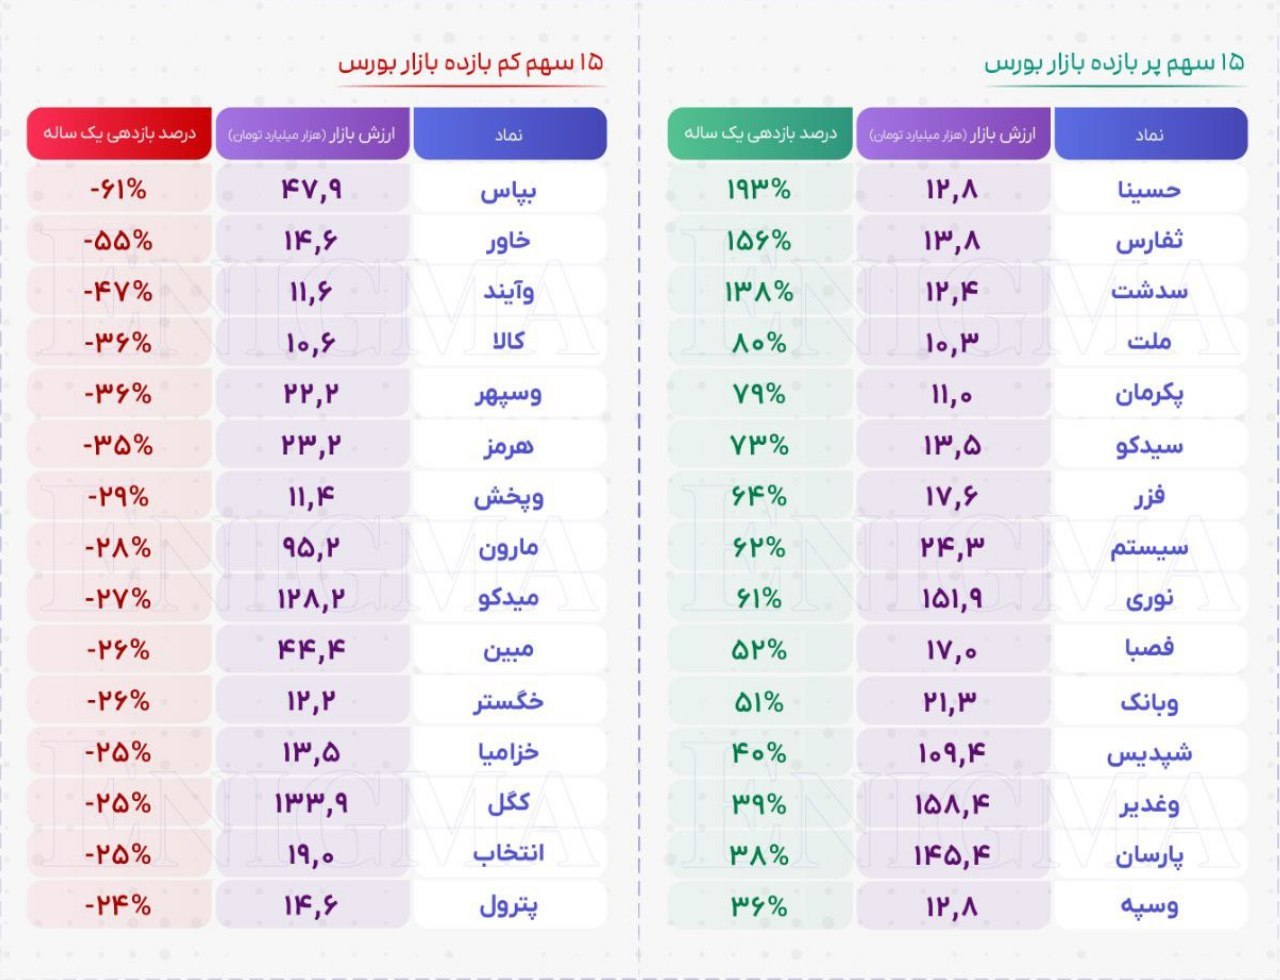 ۱۵ سهم پر بازده بازار بورس
نماد ارزش بازار (هزار میلیارد تومان) درصد بازدهی یک ساله
حسینا ۱۲,۸ ۱۹۳%
ثفارس ۱۳,۸ ۱۵۶%
سدشت ۱۲,۴ ۱۳۸%
ملت ۱۰,۳ ۸۰%
پکرمان ۱۱,۰ ۷۹%
سیدکو ۱۳,۵ ۷۳%
فزر ۱۷,۶ ۶۴%
سیستم ۲۴,۳ ۶۲%
نوری ۱۵۱,۹ ۶۱%
فصبا ۱۷,۰ ۵۲%
وبانک ۲۱,۳ ۵۱%
شپدیس ۱۰۹,۴ ۴۰%
وغدیر ۱۵۸,۴ ۳۹%
پارسان ۱۴۵,۴ ۳۸%
وسپه ۱۲,۸ ۳۶%
۱۵ سهم کم بازده بازار بورس
نماد ارزش بازار (هزار میلیارد تومان) درصد بازدهی یک ساله
بپاس ۴۷,۹ -۶۱%
خاور ۱۴,۶ -۵۵%
وآیند ۱۱,۶ -۴۷%
کالا ۱۰,۶ -۳۶%
وسپهر ۲۲,۲ -۳۶%
هرمز ۲۳,۲ -۳۵%
وپخش ۱۱,۴ -۲۹%
مارون ۹۵,۲ -۲۸%
میدکو ۱۲۸,۲ -۲۷%
مبین ۴۴,۴ -۲۶%
خگستر ۱۲,۲ -۲۶%
خزامیا ۱۳,۵ -۲۵%
کگل ۱۳۳,۹ -۲۵%
انتخاب ۱۹,۰ -۲۵%
پترول ۱۴,۶ -۲۴%
ENIGMA
ENIGMA
ENIGMA
ENIGMA
ENIGMA
ENIGMA